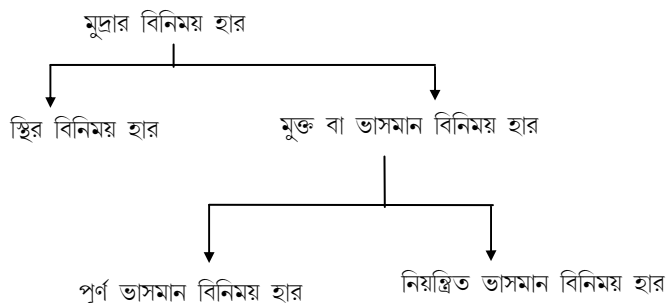 মুদ্রার বিনিময় হার
স্থির বিনিময় হার
মুক্ত বা ভাসমান বিনিময় হার
পূর্ণ ভাসমান বিনিময় হার
নিয়ন্ত্রিত ভাসমান বিনিময় হার